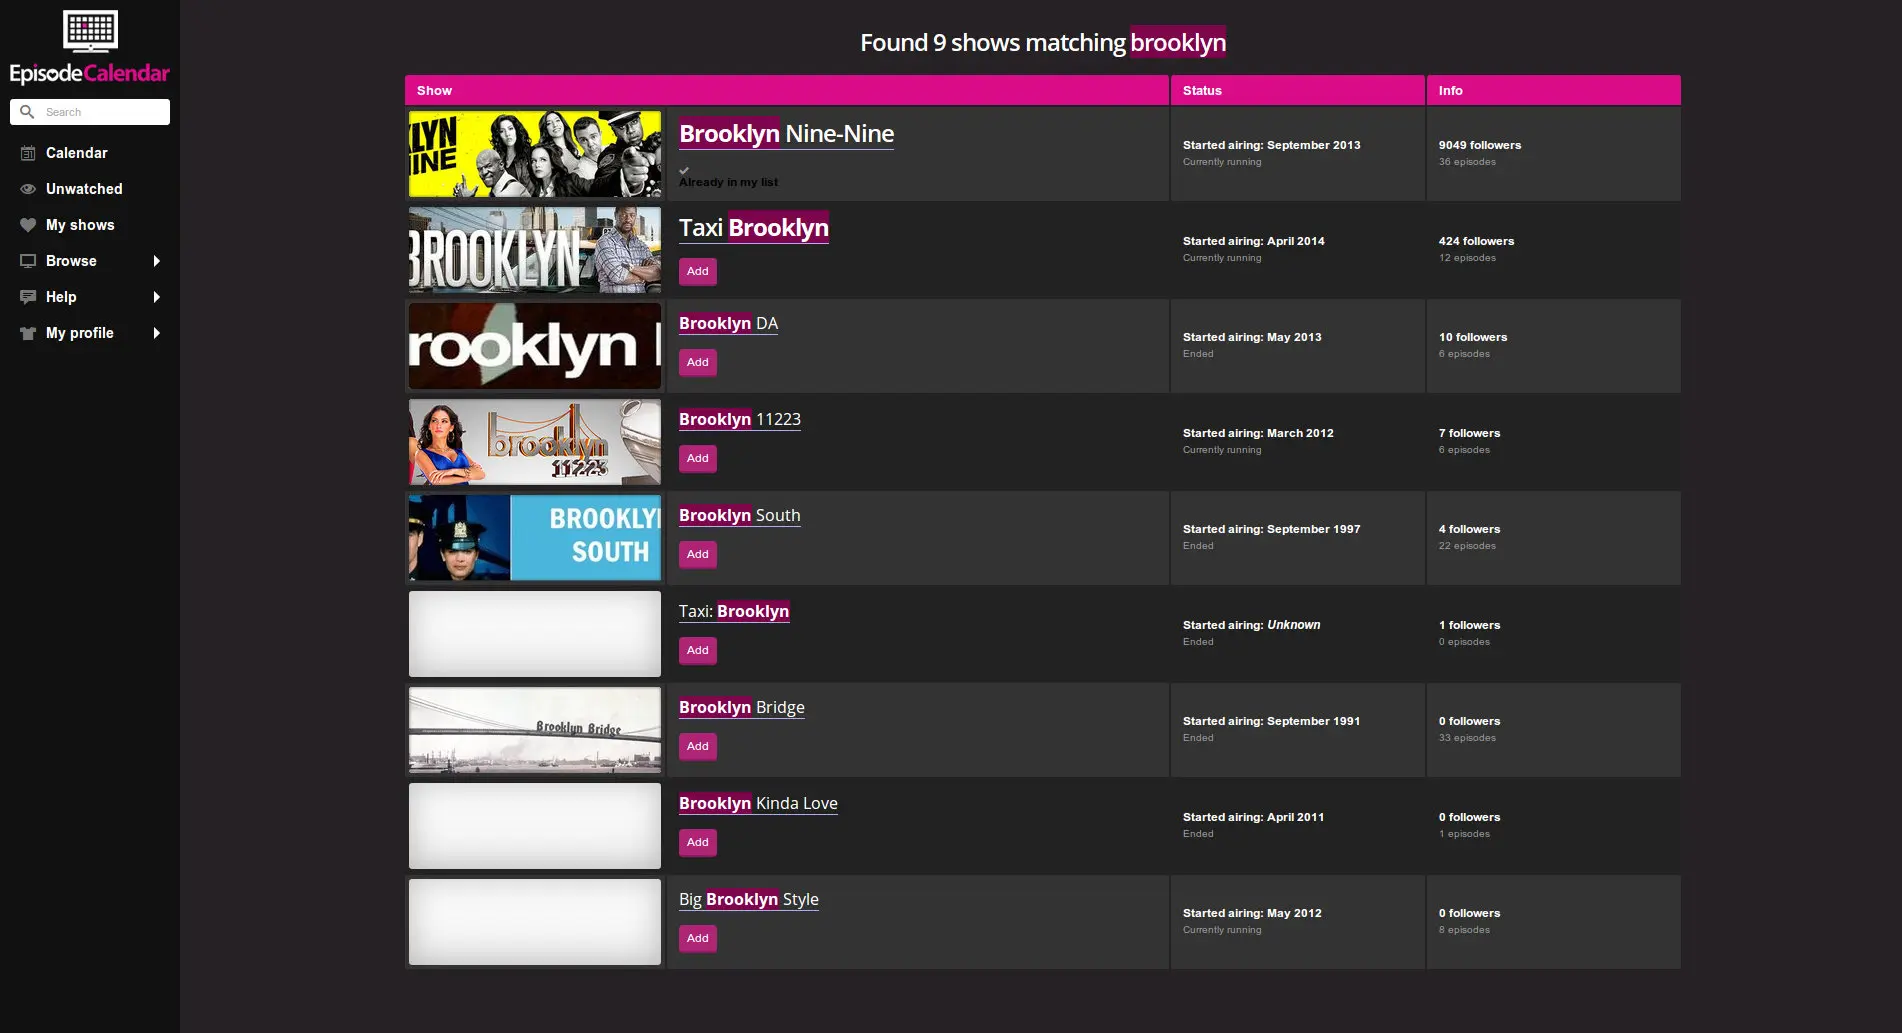 EpisodeCalendar
Search
Calendar
Unwatched
My shows
Browse
Help
My profile
Found 9 shows matching brooklyn
Show Status Info
LYN
NINE
Brooklyn Nine-Nine
Already in my list
Started airing: September 2013
Currently running
9049 followers
36 episodes
BROOKLYN
Taxi Brooklyn
Add
Started airing: April 2014
Currently running
424 followers
12 episodes
rooklyn
Brooklyn DA
Add
Started airing: May 2013
Ended
10 followers
6 episodes
brooklyn
11223
Brooklyn 11223
Add
Started airing: March 2012
Currently running
7 followers
6 episodes
BROOKLY
SOUTH
Brooklyn South
Add
Started airing: September 1997
Ended
4 followers
22 episodes
Taxi: Brooklyn
Add
Started airing: Unknown
Ended
1 followers
0 episodes
Brooklyn Bridge
Brooklyn Bridge
Add
Started airing: September 1991
Ended
0 followers
33 episodes
Brooklyn Kinda Love
Add
Started airing: April 2011
Ended
0 followers
1 episodes
Big Brooklyn Style
Add
Started airing: May 2012
Currently running
0 followers
8 episodes